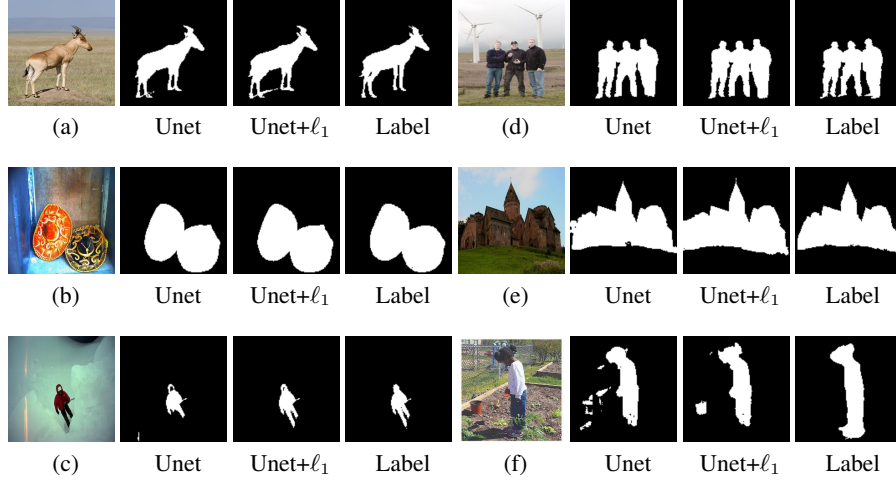 (a) Unet Unet+ℓ₁ Label (d) Unet Unet+ℓ₁ Label
(b) Unet Unet+ℓ₁ Label (e) Unet Unet+ℓ₁ Label
(c) Unet Unet+ℓ₁ Label (f) Unet Unet+ℓ₁ Label